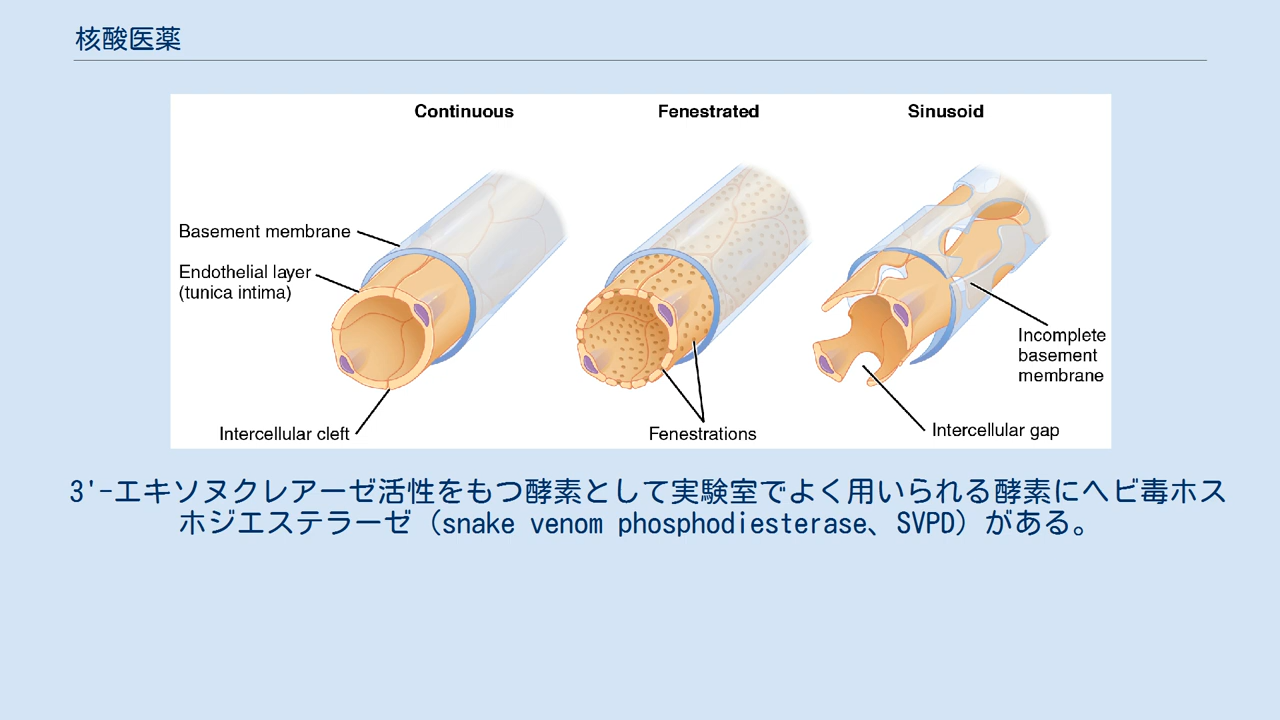 核酸医薬
Continuous
Fenestrated
Sinusoid
Basement membrane
Endothelial layer
(tunica intima)
Intercellular cleft
Fenestrations
Incomplete
basement
membrane
Intercellular gap
3'-エキソヌクレアーゼ活性をもつ酵素として実験室でよく用いられる酵素にヘビ毒ホス
ホジエステラーゼ（snake venom phosphodiesterase、SVPD）がある。